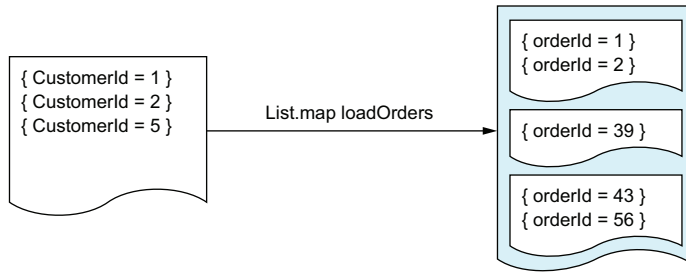 { CustomerId = 1 }
{ CustomerId = 2 }
{ CustomerId = 5 }
List.map loadOrders
{ orderId = 1 }
{ orderId = 2 }
{ orderId = 39 }
{ orderId = 43 }
{ orderId = 56 }